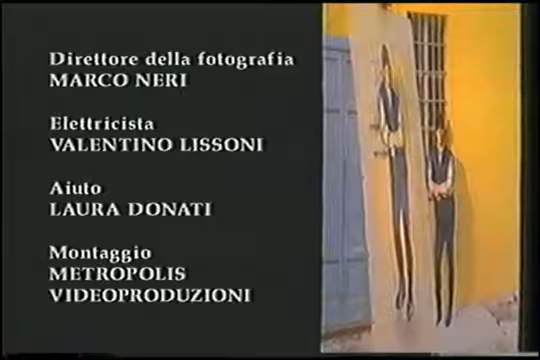 Direttore della fotografia
MARCO NERI
Elettricista
VALENTINO LISSONI
Aiuto
LAURA DONATI
Montaggio
METROPOLIS
VIDEOPRODUZIONI